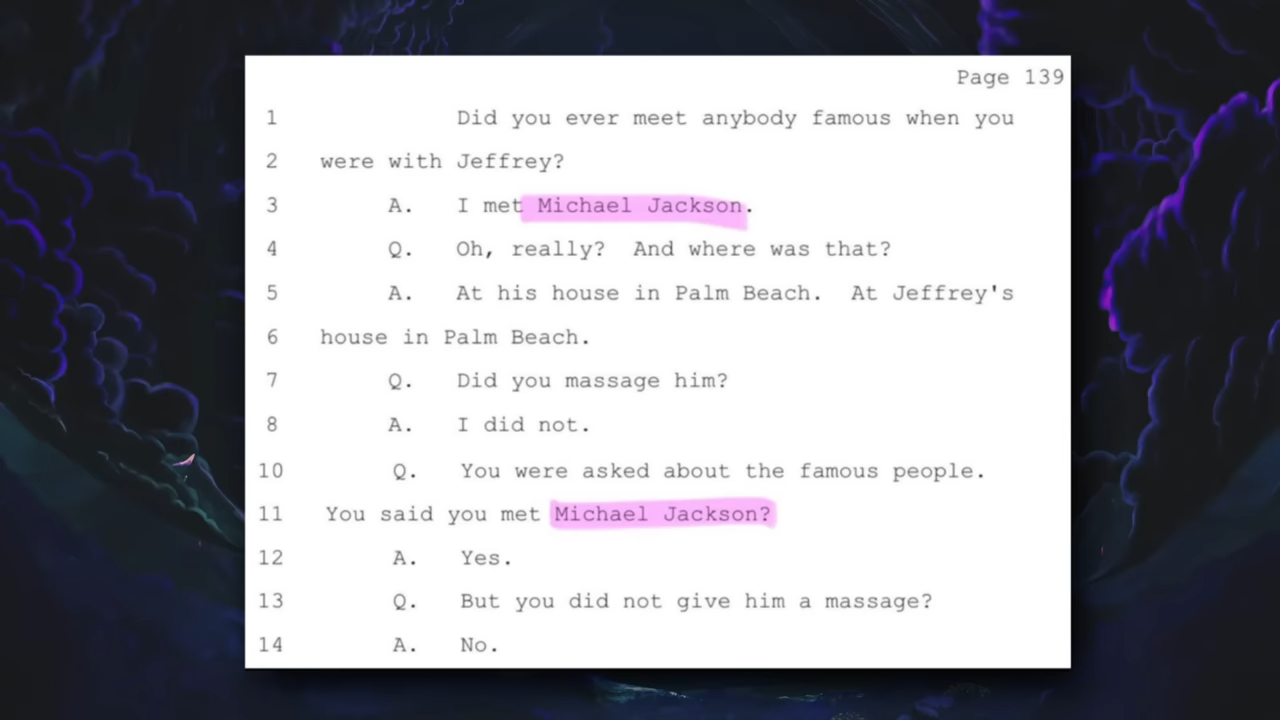 Page 139
1 Did you ever meet anybody famous when you
2 were with Jeffrey?
3 A. I met Michael Jackson.
4 Q. Oh, really? And where was that?
5 A. At his house in Palm Beach. At Jeffrey's
6 house in Palm Beach.
7 Q. Did you massage him?
8 A. I did not.
10 Q. You were asked about the famous people.
11 You said you met Michael Jackson?
12 A. Yes.
13 Q. But you did not give him a massage?
14 A. No.